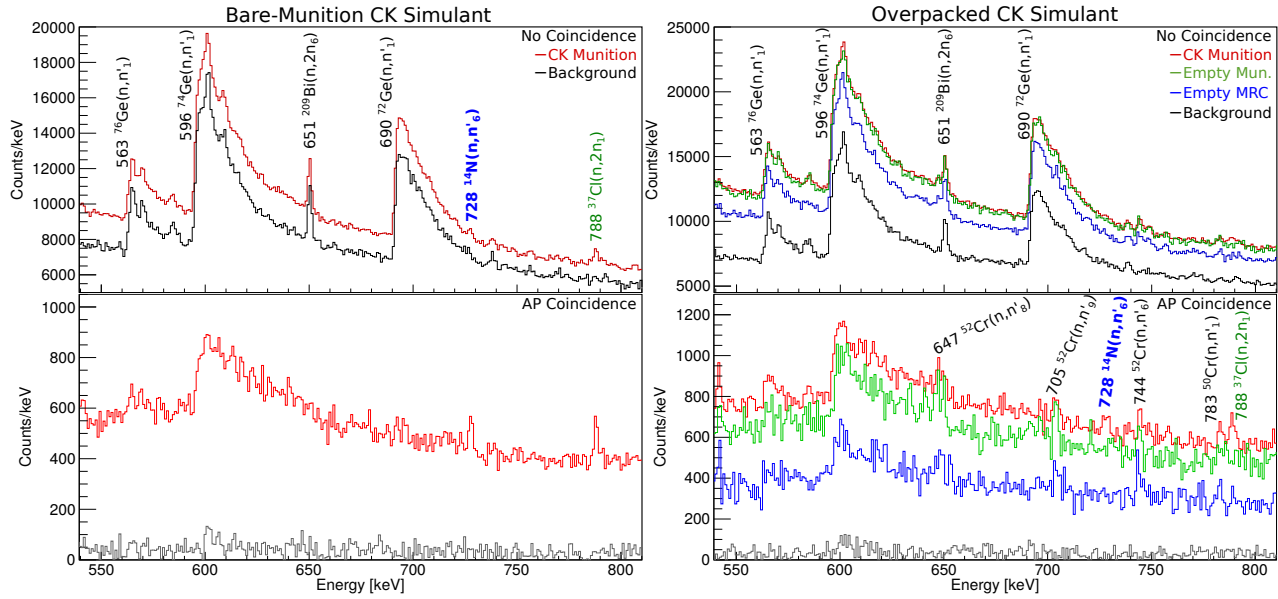 Bare-Munition CK Simulant
No Coincidence
CK Munition
Background
563 ⁷⁶Ge(n,n'₁)
596 ⁷⁴Ge(n,n'₁)
651 ²⁰⁹Bi(n,2n₆)
690 ⁷²Ge(n,n'₁)
728 ¹⁴N(n,n'₆)
788 ³⁷Cl(n,2n₁)
Counts/keV
20000
18000
16000
14000
12000
10000
8000
6000
AP Coincidence
Counts/keV
1000
800
600
400
200
0
550
600
650
700
750
800
Energy [keV]
Overpacked CK Simulant
No Coincidence
CK Munition
Empty Mun.
Empty MRC
Background
563 ⁷⁶Ge(n,n'₁)
596 ⁷⁴Ge(n,n'₁)
651 ²⁰⁹Bi(n,2n₆)
690 ⁷²Ge(n,n'₁)
Counts/keV
25000
20000
15000
10000
5000
AP Coincidence
647 ⁵²Cr(n,n'₈)
705 ⁵²Cr(n,n'₉)
728 ¹⁴N(n,n'₆)
744 ⁵²Cr(n,n'₆)
783 ⁵⁰Cr(n,n'₁)
788 ³⁷Cl(n,2n₁)
Counts/keV
1200
1000
800
600
400
200
0
550
600
650
700
750
800
Energy [keV]